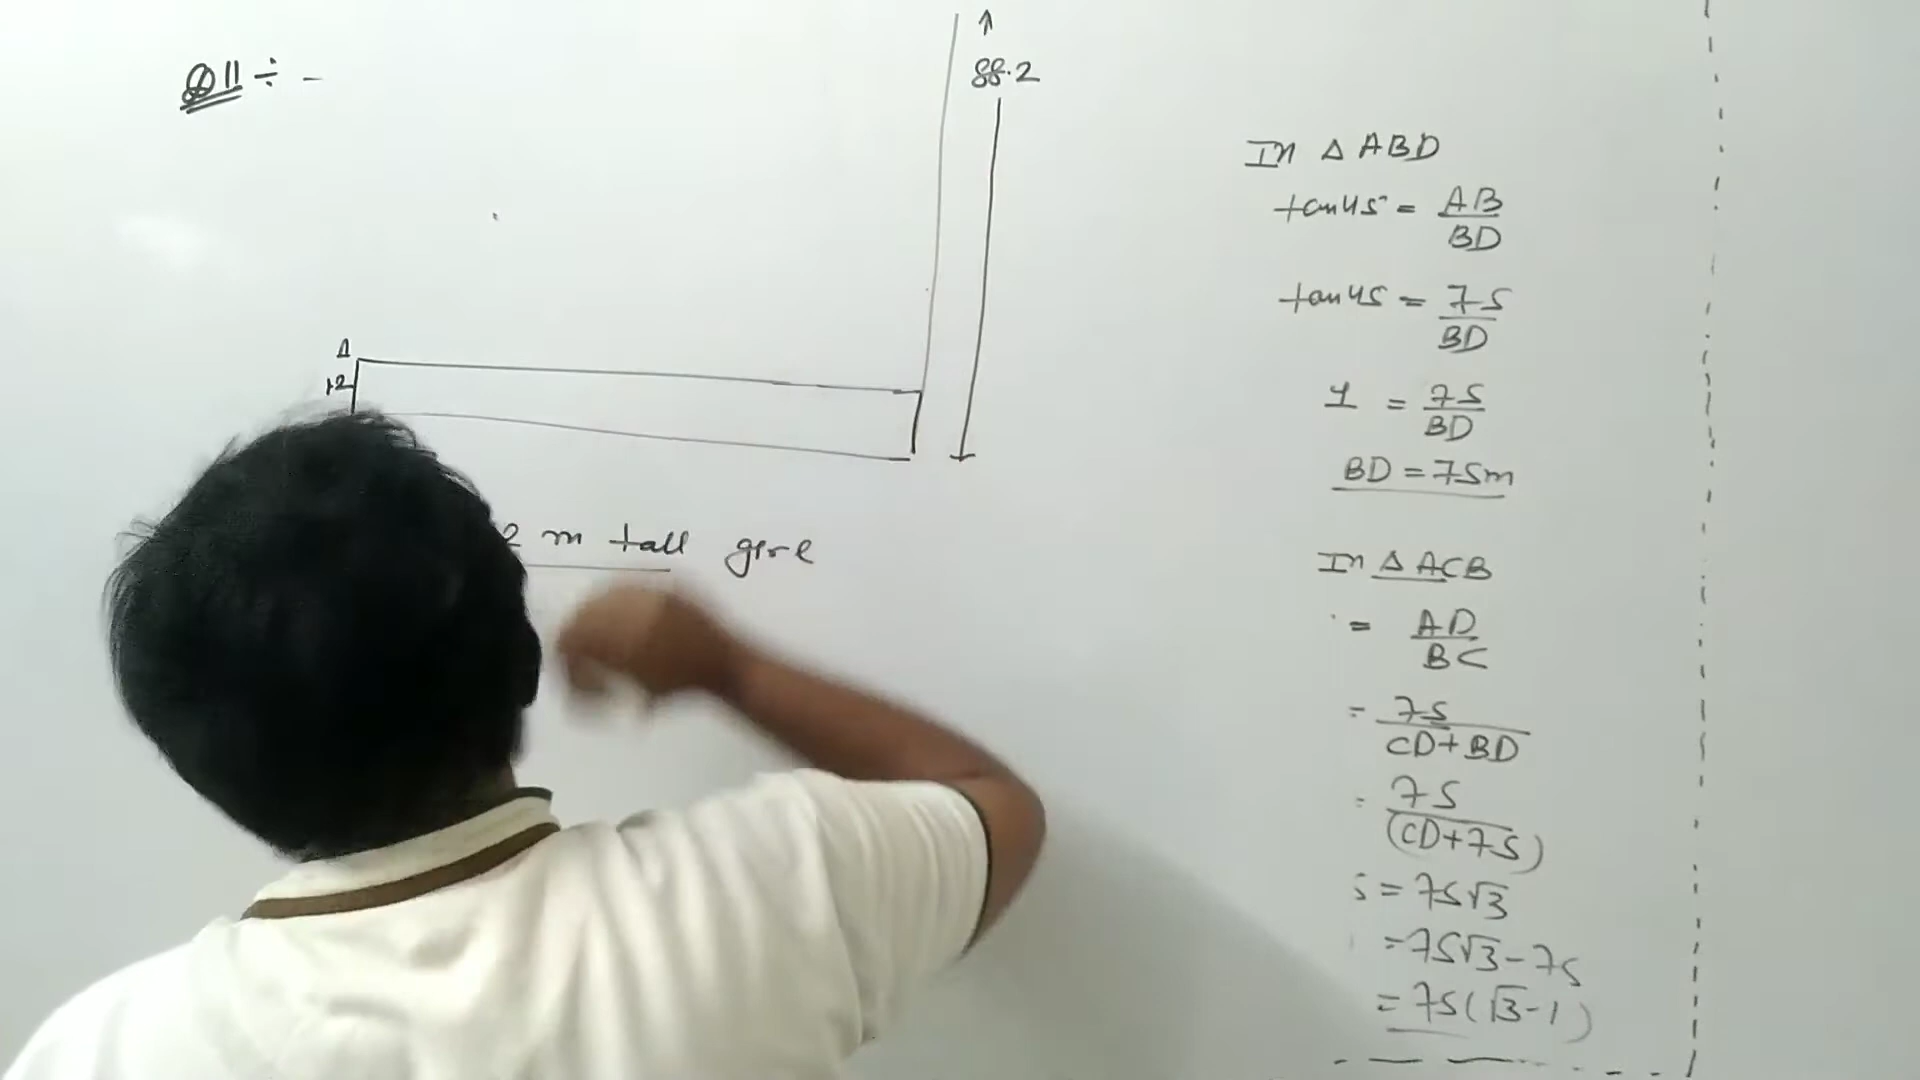 Q11 ÷ -
88.2
A
1.2
2 m tall girl
In Δ ABD
tan45° = AB/BD
tan45 = 75/BD
1 = 75/BD
BD = 75m
In Δ ACB
= AD/BC
= 75/CD+BD
= 75/(CD+75)
= 75√3
= 75√3 - 75
= 75(√3-1)